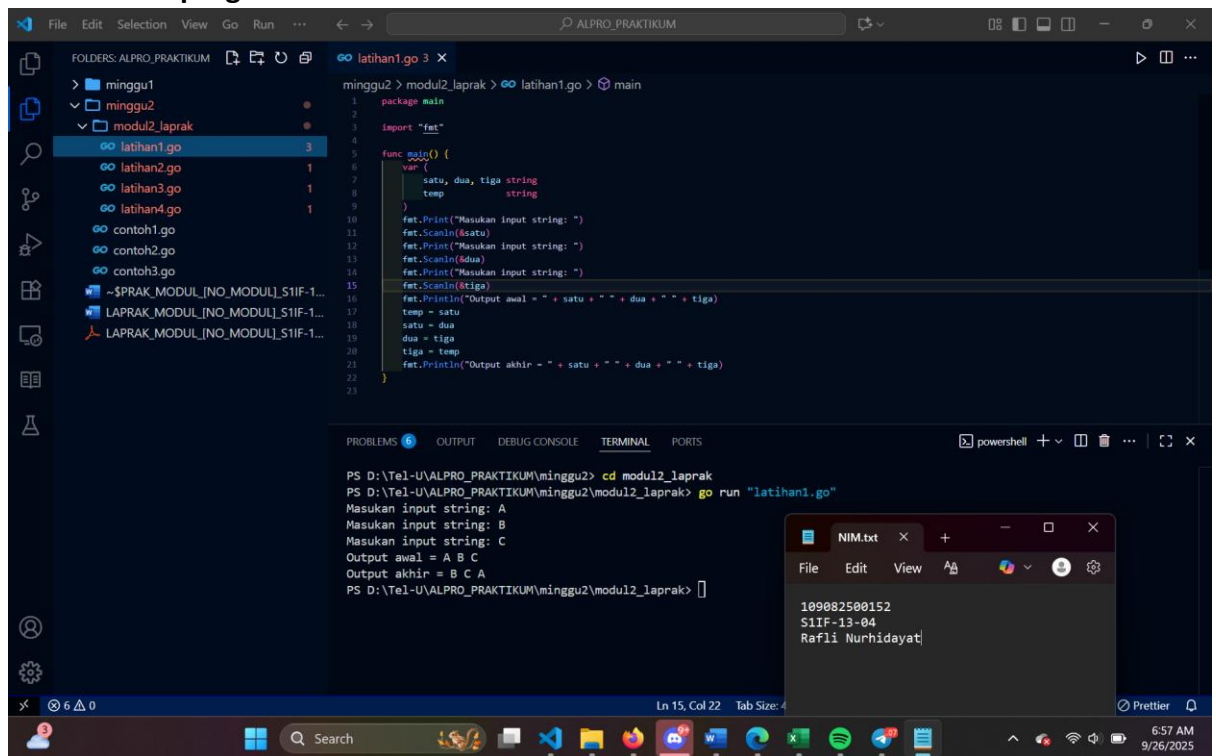 File Edit Selection View Go Run ... ALPRO_PRAKTIKUM
FOLDERS: ALPRO_PRAKTIKUM
minggu1
minggu2
modul2_laprak
latihan1.go 3
latihan2.go 1
latihan3.go 1
latihan4.go 1
contoh1.go
contoh2.go
contoh3.go
~$PRAK_MODUL_[NO_MODUL]_S1IF-1...
LAPRAK_MODUL_[NO_MODUL]_S1IF-1...
LAPRAK_MODUL_[NO_MODUL]_S1IF-1...
latihan1.go 3
minggu2 > modul2_laprak > latihan1.go > main
1 package main
2
3 import "fmt"
4
5 func main() {
6 var (
7 satu, dua, tiga string
8 temp string
9 )
10 fmt.Print("Masukan input string: ")
11 fmt.Scanln(&satu)
12 fmt.Print("Masukan input string: ")
13 fmt.Scanln(&dua)
14 fmt.Print("Masukan input string: ")
15 fmt.Scanln(&tiga)
16 fmt.Println("Output awal = " + satu + " " + dua + " " + tiga)
17 temp = satu
18 satu = dua
19 dua = tiga
20 tiga = temp
21 fmt.Println("Output akhir = " + satu + " " + dua + " " + tiga)
22 }
23
PROBLEMS 6 OUTPUT DEBUG CONSOLE TERMINAL PORTS powershell
PS D:\Tel-U\ALPRO_PRAKTIKUM\minggu2> cd modul2_laprak
PS D:\Tel-U\ALPRO_PRAKTIKUM\minggu2\modul2_laprak> go run "latihan1.go"
Masukan input string: A
Masukan input string: B
Masukan input string: C
Output awal = A B C
Output akhir = B C A
PS D:\Tel-U\ALPRO_PRAKTIKUM\minggu2\modul2_laprak>
NIM.txt
File Edit View
109082500152
S1IF-13-04
Rafli Nurhidayat
6 0 Ln 15, Col 22 Tab Size: Prettier
3 Search 6:57 AM
9/26/2025